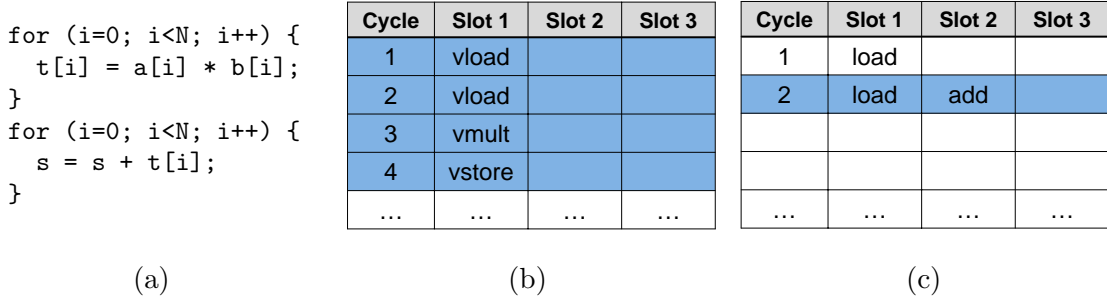 for (i=0; i<N; i++) {
  t[i] = a[i] * b[i];
}
for (i=0; i<N; i++) {
  s = s + t[i];
}
(a)
Cycle Slot 1 Slot 2 Slot 3
1 vload
2 vload
3 vmult
4 vstore
… … … …
(b)
Cycle Slot 1 Slot 2 Slot 3
1 load
2 load add
… … … …
(c)